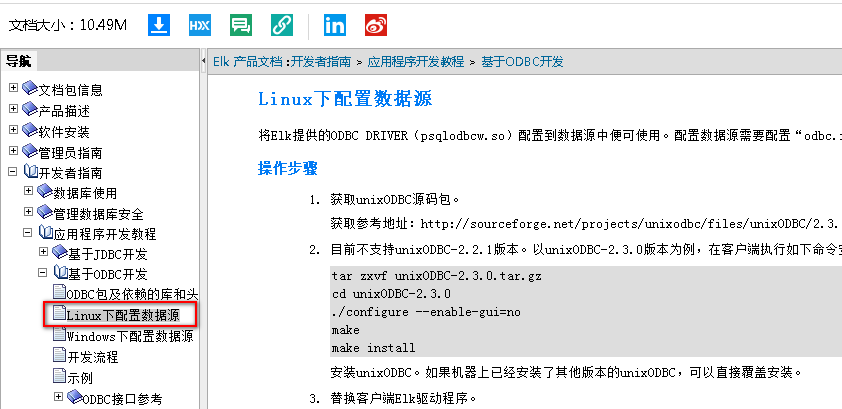 文档大小：10.49M
HDX
in
导航
文档包信息
产品描述
软件安装
管理员指南
开发者指南
数据库使用
管理数据库安全
应用程序开发教程
基于JDBC开发
基于ODBC开发
ODBC包及依赖的库和头
Linux下配置数据源
Windows下配置数据源
开发流程
示例
ODBC接口参考
Elk 产品文档 :开发者指南 > 应用程序开发教程 > 基于ODBC开发
Linux下配置数据源
将Elk提供的ODBC DRIVER（psqlodbcw.so）配置到数据源中便可使用。配置数据源需要配置“odbc.i
操作步骤
1. 获取unixODBC源码包。
获取参考地址：http://sourceforge.net/projects/unixodbc/files/unixODBC/2.3.
2. 目前不支持unixODBC-2.2.1版本。以unixODBC-2.3.0版本为例，在客户端执行如下命令安
tar zxvf unixODBC-2.3.0.tar.gz
cd unixODBC-2.3.0
./configure --enable-gui=no
make
make install
安装unixODBC。如果机器上已经安装了其他版本的unixODBC，可以直接覆盖安装。
3. 替换客户端Elk驱动程序。